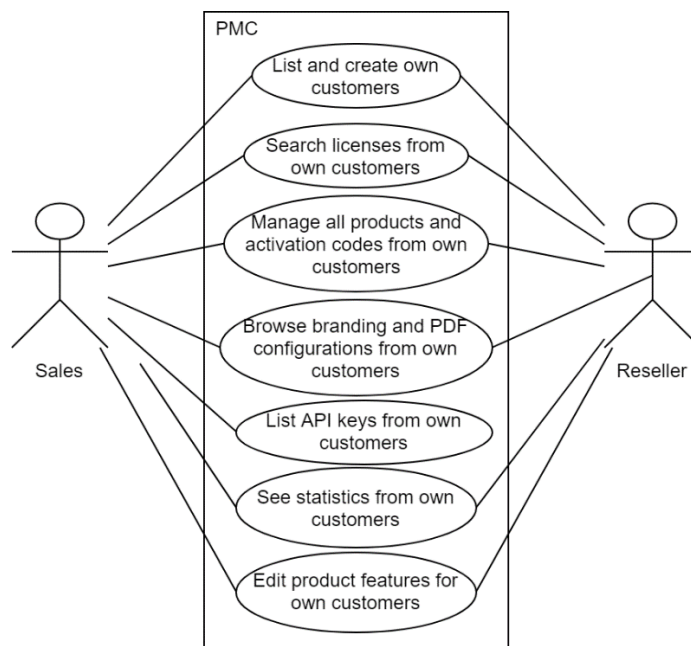 PMC
List and create own
customers
Search licenses from
own customers
Manage all products and
activation codes from own
customers
Browse branding and PDF
configurations from own
customers
Sales
Reseller
List API keys from own
customers
See statistics from own
customers
Edit product features for
own customers